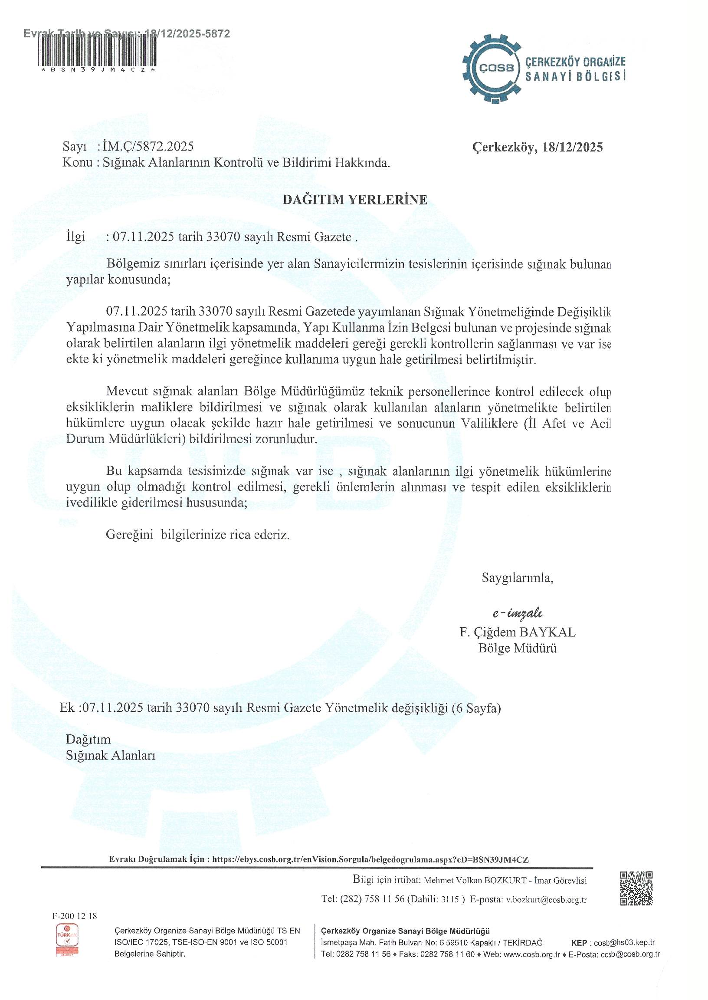 Evrak Tarih ve Sayısı: 18/12/2025-5872
*BSN39JM4CZ*
ÇOSB
ÇERKEZKÖY ORGANİZE
SANAYİ BÖLGESİ
Sayı : İM.Ç/5872.2025
Çerkezköy, 18/12/2025
Konu : Sığınak Alanlarının Kontrolü ve Bildirimi Hakkında.
DAĞITIM YERLERİNE
İlgi : 07.11.2025 tarih 33070 sayılı Resmi Gazete .
Bölgemiz sınırları içerisinde yer alan Sanayicilermizin tesislerinin içerisinde sığınak bulunan
yapılar konusunda;
07.11.2025 tarih 33070 sayılı Resmi Gazetede yayımlanan Sığınak Yönetmeliğinde Değişiklik
Yapılmasına Dair Yönetmelik kapsamında, Yapı Kullanma İzin Belgesi bulunan ve projesinde sığınak
olarak belirtilen alanların ilgi yönetmelik maddeleri gereği gerekli kontrollerin sağlanması ve var ise
ekte ki yönetmelik maddeleri gereğince kullanıma uygun hale getirilmesi belirtilmiştir.
Mevcut sığınak alanları Bölge Müdürlüğümüz teknik personellerince kontrol edilecek olup
eksikliklerin maliklere bildirilmesi ve sığınak olarak kullanılan alanların yönetmelikte belirtilen
hükümlere uygun olacak şekilde hazır hale getirilmesi ve sonucunun Valiliklere (İl Afet ve Acil
Durum Müdürlükleri) bildirilmesi zorunludur.
Bu kapsamda tesisinizde sığınak var ise , sığınak alanlarının ilgi yönetmelik hükümlerine
uygun olup olmadığı kontrol edilmesi, gerekli önlemlerin alınması ve tespit edilen eksikliklerin
ivedilikle giderilmesi hususunda;
Gereğini bilgilerinize rica ederiz.
Saygılarımla,
e-imzalı
F. Çiğdem BAYKAL
Bölge Müdürü
Ek :07.11.2025 tarih 33070 sayılı Resmi Gazete Yönetmelik değişikliği (6 Sayfa)
Dağıtım
Sığınak Alanları
Evrakı Doğrulamak İçin : https://ebys.cosb.org.tr/enVision.Sorgula/belgedogrulama.aspx?eD=BSN39JM4CZ
Bilgi için irtibat: Mehmet Volkan BOZKURT - İmar Görevlisi
Tel: (282) 758 11 56 (Dahili: 3115 ) E-posta: v.bozkurt@cosb.org.tr
F-200 12 18
Çerkezköy Organize Sanayi Bölge Müdürlüğü TS EN
ISO/IEC 17025, TSE-ISO-EN 9001 ve ISO 50001
Belgelerine Sahiptir.
Çerkezköy Organize Sanayi Bölge Müdürlüğü
İsmetpaşa Mah. Fatih Bulvarı No: 6 59510 Kapaklı / TEKİRDAĞ KEP : cosb@hs03.kep.tr
Tel: 0282 758 11 56 ♦ Faks: 0282 758 11 60 ♦ Web: www.cosb.org.tr ♦ E-Posta: cosb@cosb.org.tr